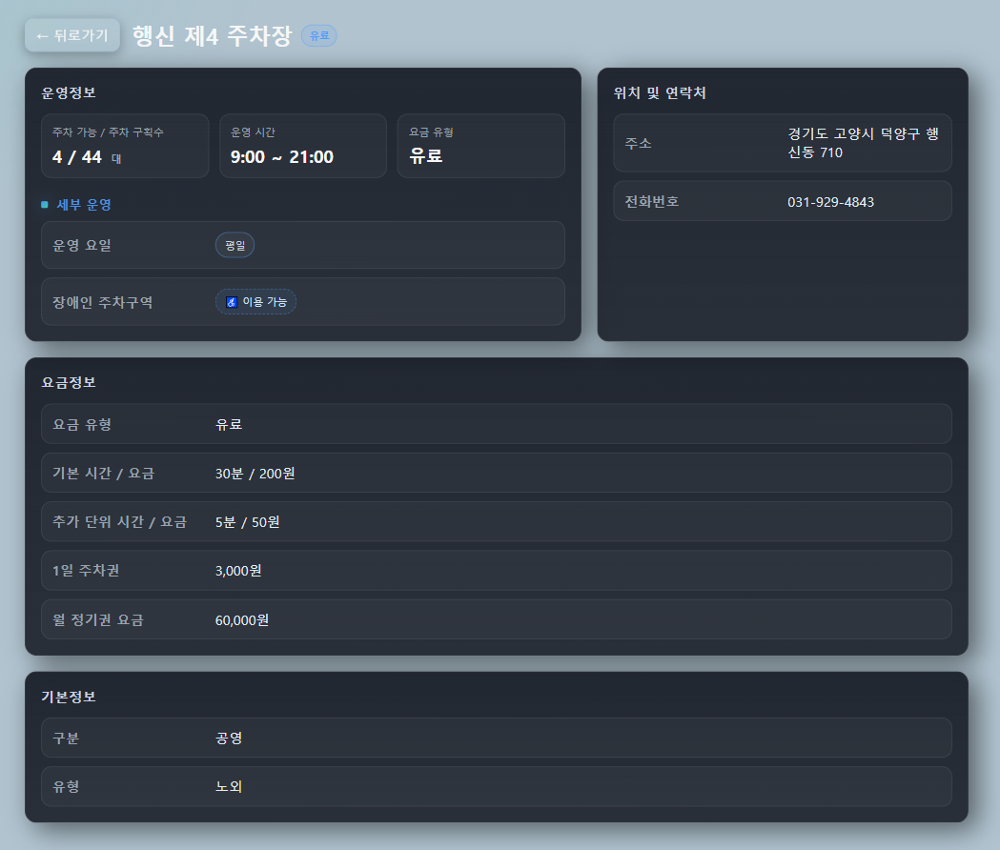 ← 뒤로가기 행신 제4 주차장 유료
운영정보
주차 가능 / 주차 구획수
4 / 44 대
운영 시간
9:00 ~ 21:00
요금 유형
유료
세부 운영
운영 요일 평일
장애인 주차구역 ♿ 이용 가능
위치 및 연락처
주소 경기도 고양시 덕양구 행
신동 710
전화번호 031-929-4843
요금정보
요금 유형 유료
기본 시간 / 요금 30분 / 200원
추가 단위 시간 / 요금 5분 / 50원
1일 주차권 3,000원
월 정기권 요금 60,000원
기본정보
구분 공영
유형 노외